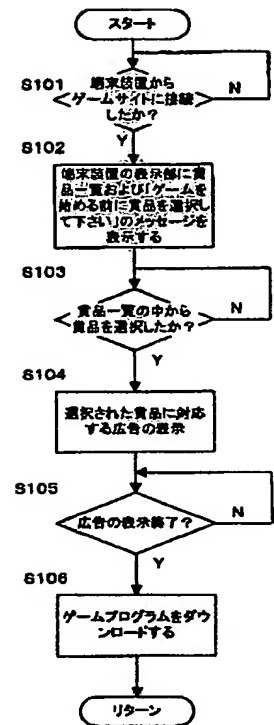 スタート
S101
端末装置から
ゲームサイトに接続
したか?
N
Y
S102
端末装置の表示部に賞
品一覧および「ゲームを
始める前に賞品を選択し
て下さい」のメッセージを
表示する
S103
賞品一覧の中から
賞品を選択したか?
N
Y
S104
選択された賞品に対応
する広告の表示
S105
広告の表示終了?
N
Y
S106
ゲームプログラムをダウ
ンロードする
リターン